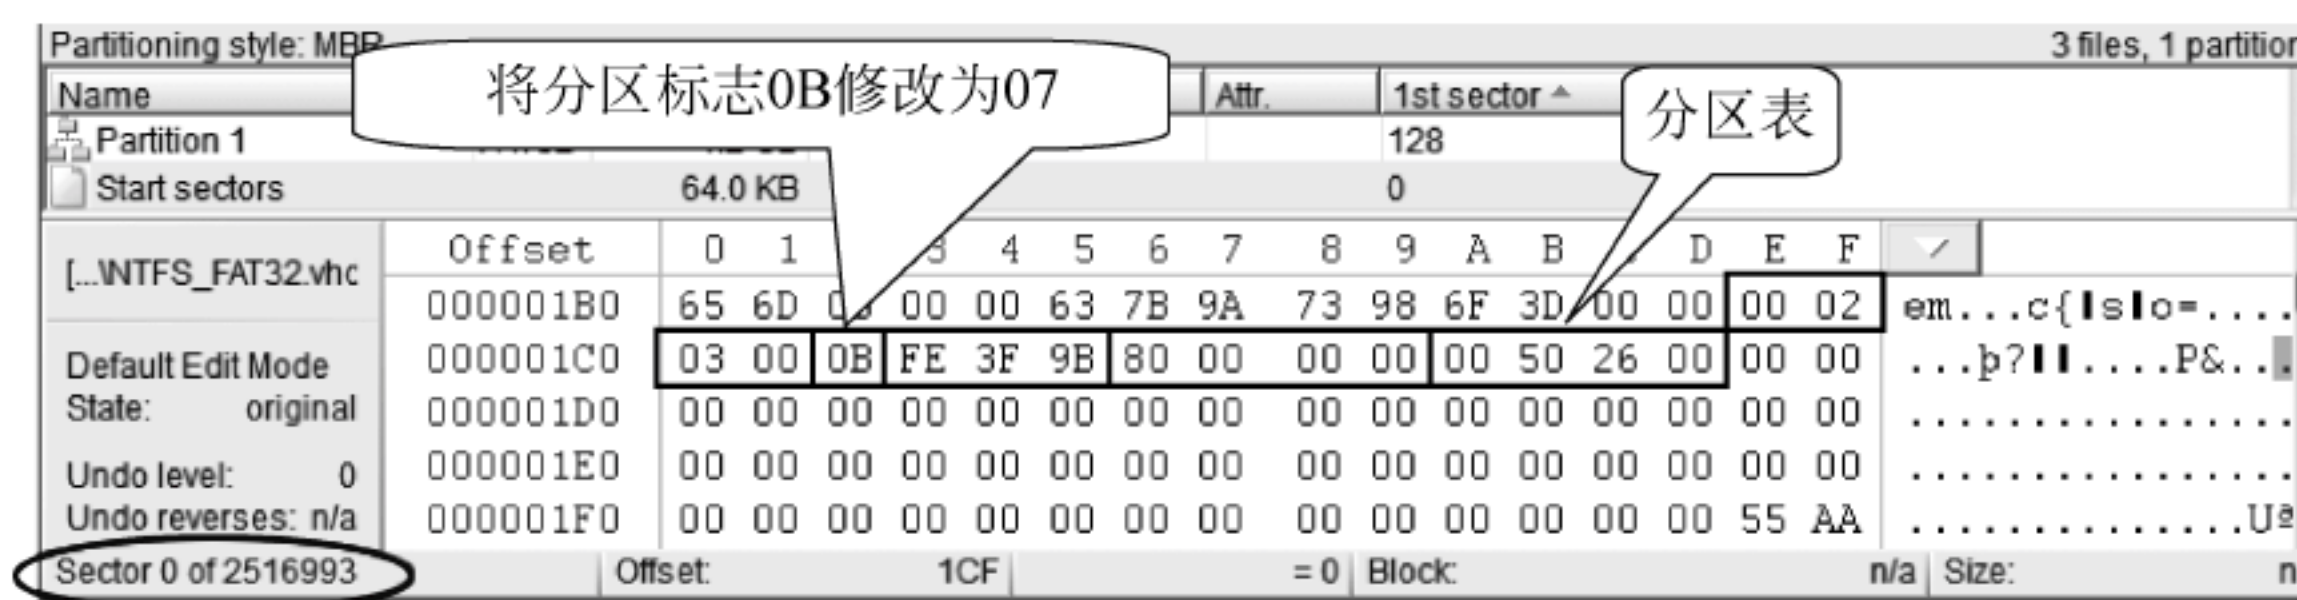 Partitioning style: MBR
3 files, 1 partition
将分区标志0B修改为07
分区表
Name Attr. 1st sector
Partition 1 128
Start sectors 64.0 KB 0
[...\NTFS_FAT32.vhd
Default Edit Mode
State: original
Undo level: 0
Undo reverses: n/a
Offset 0 1 3 4 5 6 7 8 9 A B D E F
000001B0 65 6D 00 00 63 7B 9A 73 98 6F 3D 00 00 00 02 em...c{❙s❙o=....
000001C0 03 00 0B FE 3F 9B 80 00 00 00 00 50 26 00 00 00 ...þ?❙❙....P&...
000001D0 00 00 00 00 00 00 00 00 00 00 00 00 00 00 00 00 ................
000001E0 00 00 00 00 00 00 00 00 00 00 00 00 00 00 00 00 ................
000001F0 00 00 00 00 00 00 00 00 00 00 00 00 00 00 55 AA ..............Uª
Sector 0 of 2516993 Offset: 1CF = 0 Block: n/a Size: